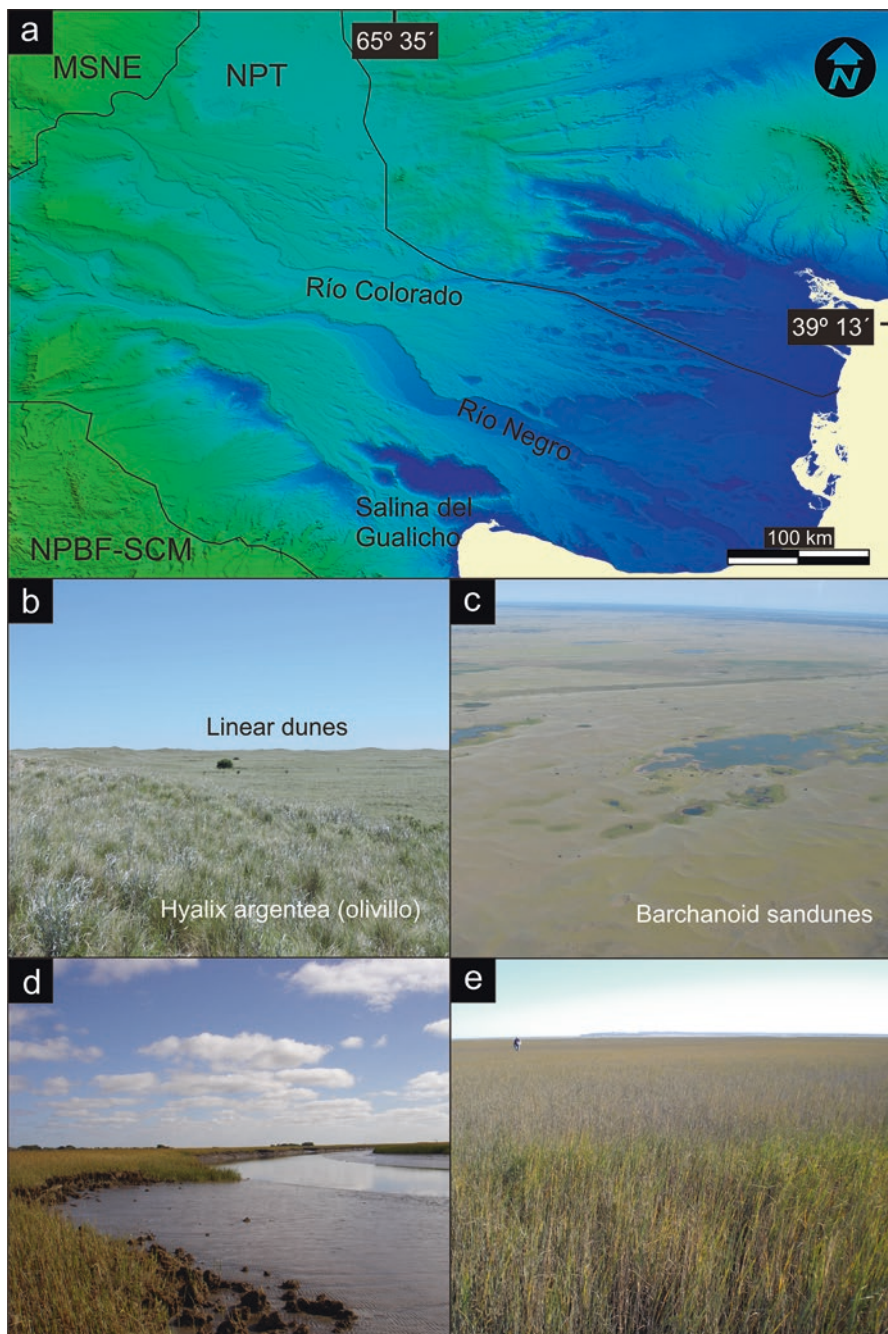 a
65º 35´
MSNE
NPT
N
Río Colorado
39º 13´
Río Negro
Salina del
Gualicho
NPBF-SCM
100 km
b
Linear dunes
Hyalix argentea (olivillo)
c
Barchanoid sandunes
d
e